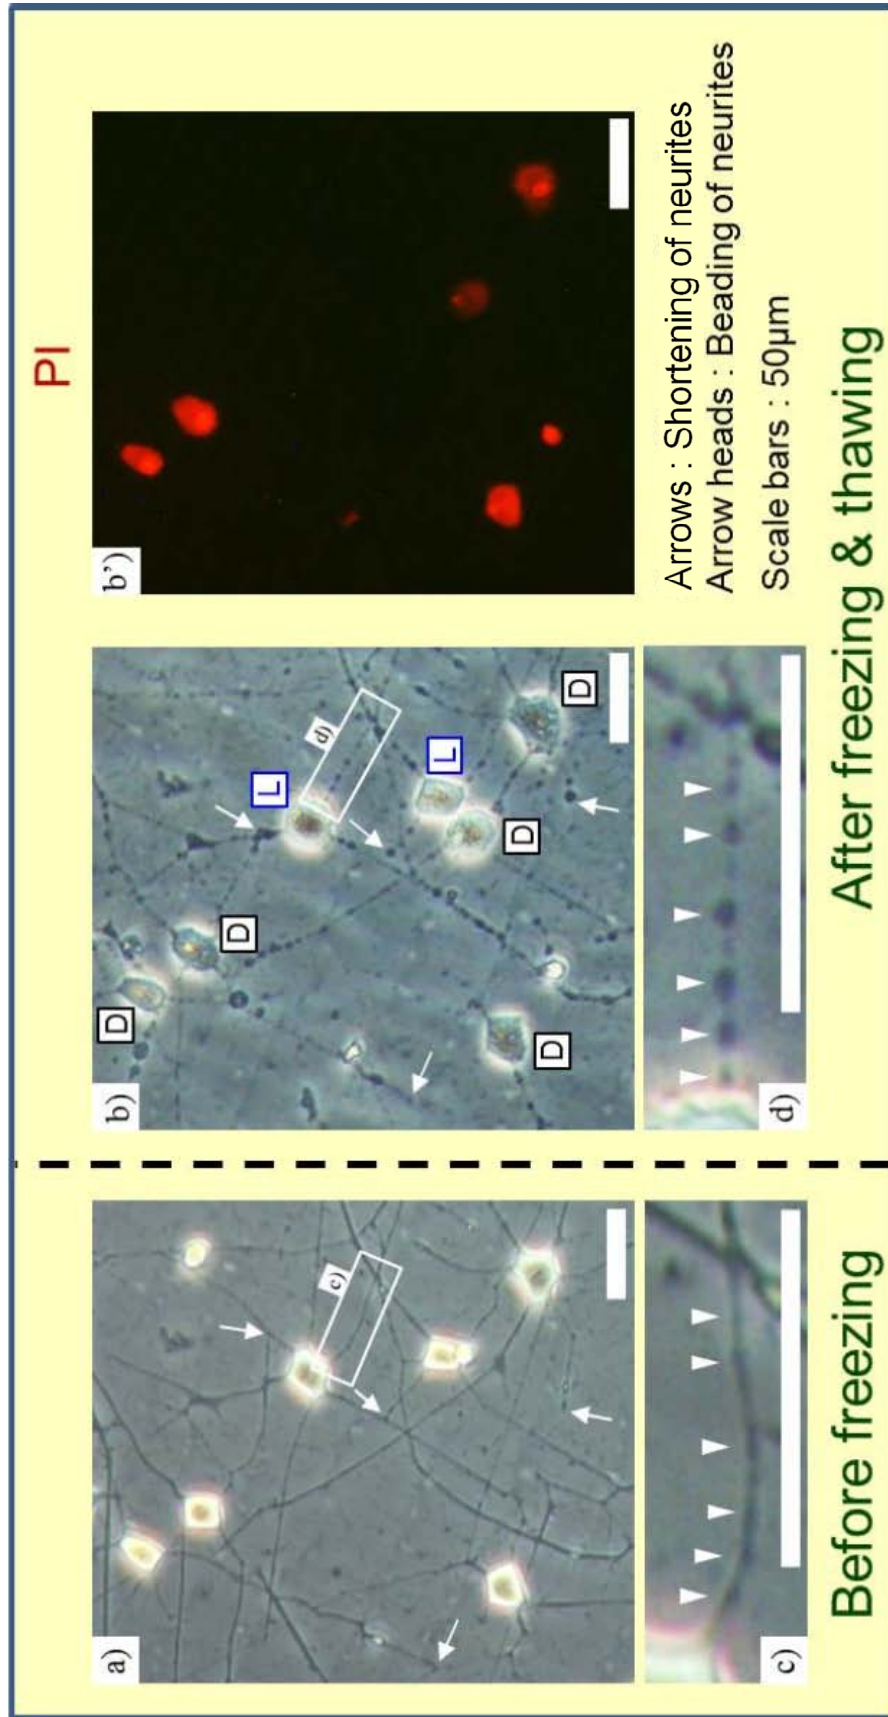 PI
a)
c)
b)
d)
L
L
D
D
D
D
D
b')
c)
d)
Arrows : Shortening of neurites
Arrow heads : Beading of neurites
Scale bars : 50µm
Before freezing
After freezing & thawing